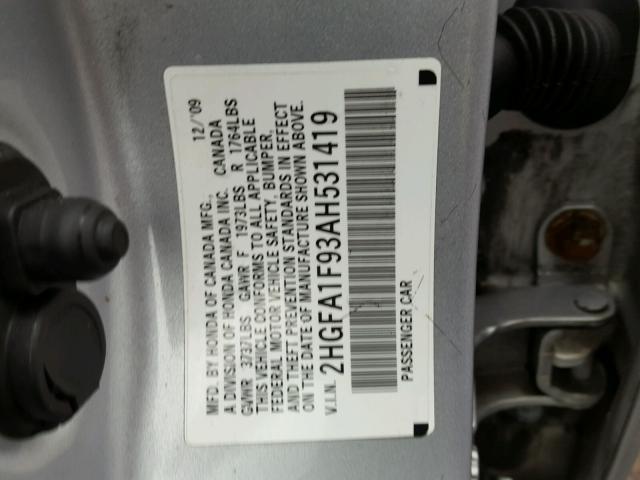 MFD. BY HONDA OF CANADA MFG., 12/'09
A DIVISION OF HONDA CANADA INC. CANADA
GAWR 3737LBS GAWR F 1973LBS R 1764LBS
THIS VEHICLE CONFORMS TO ALL APPLICABLE
FEDERAL MOTOR VEHICLE SAFETY, BUMPER,
AND THEFT PREVENTION STANDARDS IN EFFECT
ON THE DATE OF MANUFACTURE SHOWN ABOVE.
V.I.N. 2HGFA1F93AH531419
PASSENGER CAR